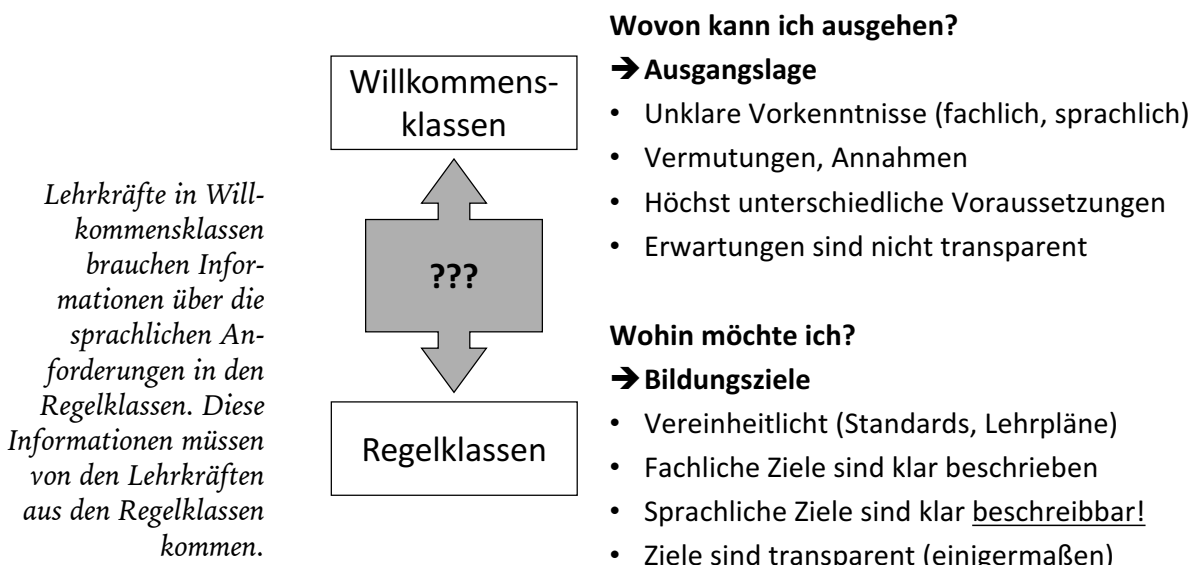 Lehrkräfte in Will-
kommensklassen
brauchen Infor-
mationen über die
sprachlichen An-
forderungen in den
Regelklassen. Diese
Informationen müssen
von den Lehrkräften
aus den Regelklassen
kommen.
Willkommens-
klassen
???
Regelklassen
Wovon kann ich ausgehen?
➔ Ausgangslage
• Unklare Vorkenntnisse (fachlich, sprachlich)
• Vermutungen, Annahmen
• Höchst unterschiedliche Voraussetzungen
• Erwartungen sind nicht transparent
Wohin möchte ich?
➔ Bildungsziele
• Vereinheitlicht (Standards, Lehrpläne)
• Fachliche Ziele sind klar beschrieben
• Sprachliche Ziele sind klar beschreibbar!
• Ziele sind transparent (einigermaßen)